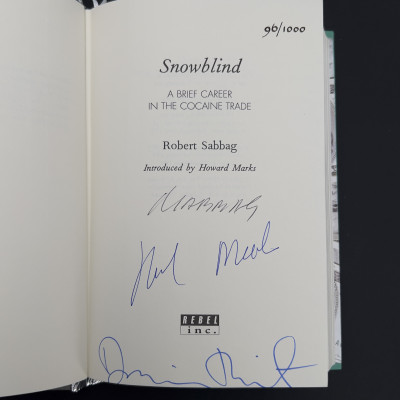 96/1000
Snowblind
A BRIEF CAREER
IN THE COCAINE TRADE
Robert Sabbag
Introduced by Howard Marks
REBEL
inc.